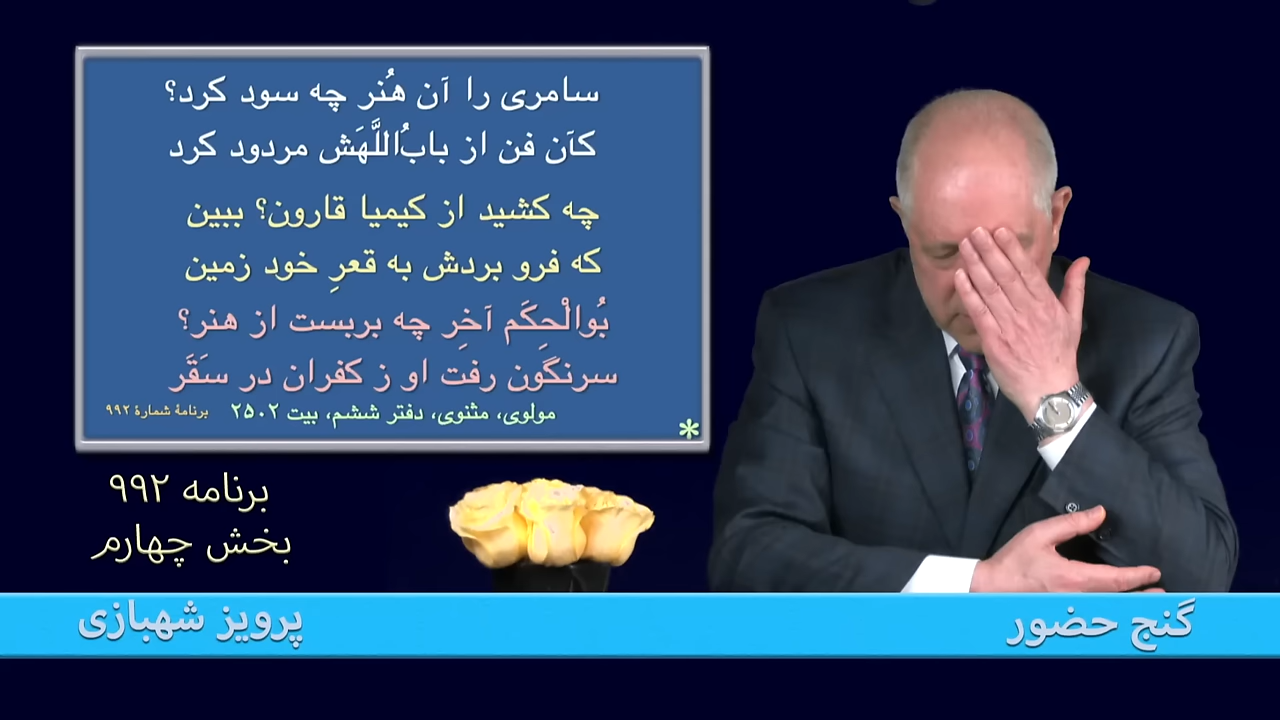 سامری را آن هُنر چه سود کرد؟
کآن فن از بابُ‌اللَّهَش مردود کرد
چه کشید از کیمیا قارون؟ ببین
که فرو بردش به قعرِ خود زمین
بُوالْحِکَم آخِر چه بربست از هنر؟
سرنگون رفت او ز کفران در سَقَر
مولوی، مثنوی، دفتر ششم، بیت ۲۵۰۲ برنامهٔ شمارهٔ ۹۹۲
*
برنامه ۹۹۲
بخش چهارم
گنج حضور پرویز شهبازی